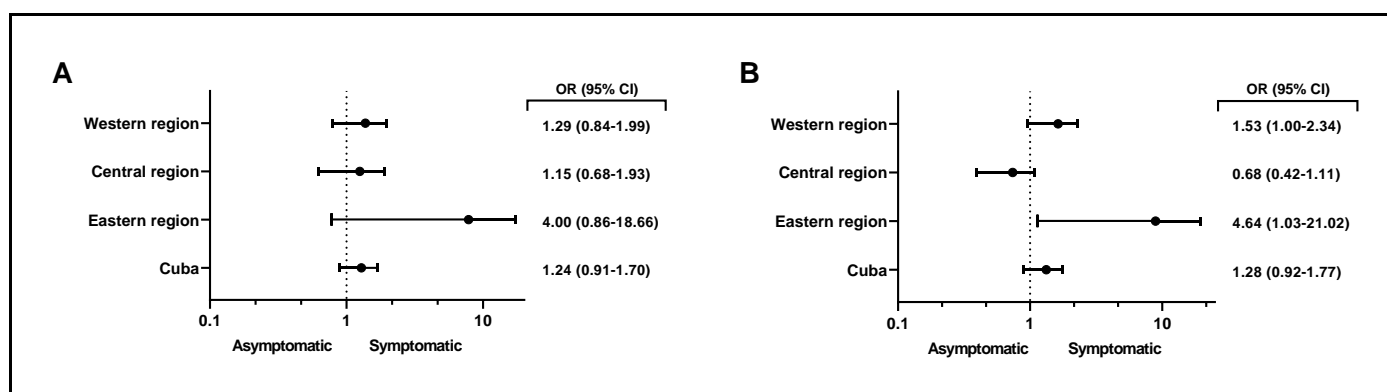 A
OR (95% CI)
Western region 1.29 (0.84-1.99)
Central region 1.15 (0.68-1.93)
Eastern region 4.00 (0.86-18.66)
Cuba 1.24 (0.91-1.70)
0.1 1 10
Asymptomatic Symptomatic
B
OR (95% CI)
Western region 1.53 (1.00-2.34)
Central region 0.68 (0.42-1.11)
Eastern region 4.64 (1.03-21.02)
Cuba 1.28 (0.92-1.77)
0.1 1 10
Asymptomatic Symptomatic